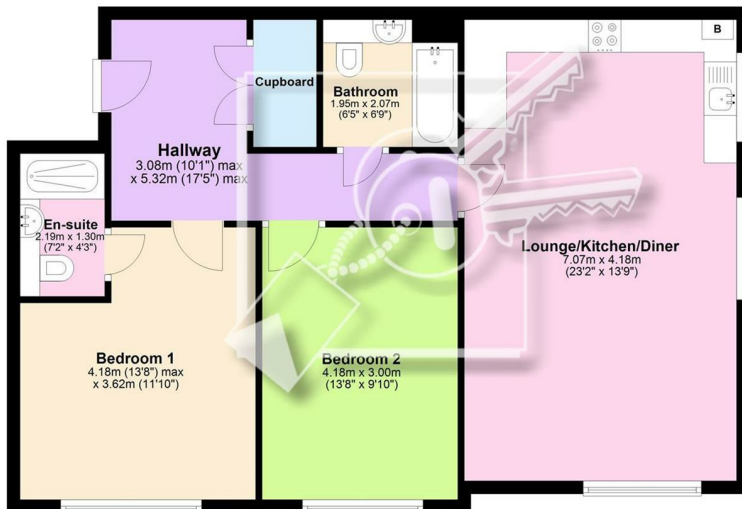 B
Cupboard
Bathroom
1.95m x 2.07m
(6'5" x 6'9")
Hallway
3.08m (10'1") max
x 5.32m (17'5") max
En-suite
2.19m x 1.30m
(7'2" x 4'3")
Lounge/Kitchen/Diner
7.07m x 4.18m
(23'2" x 13'9")
Bedroom 1
4.18m (13'8") max
x 3.62m (11'10")
Bedroom 2
4.18m x 3.00m
(13'8" x 9'10")